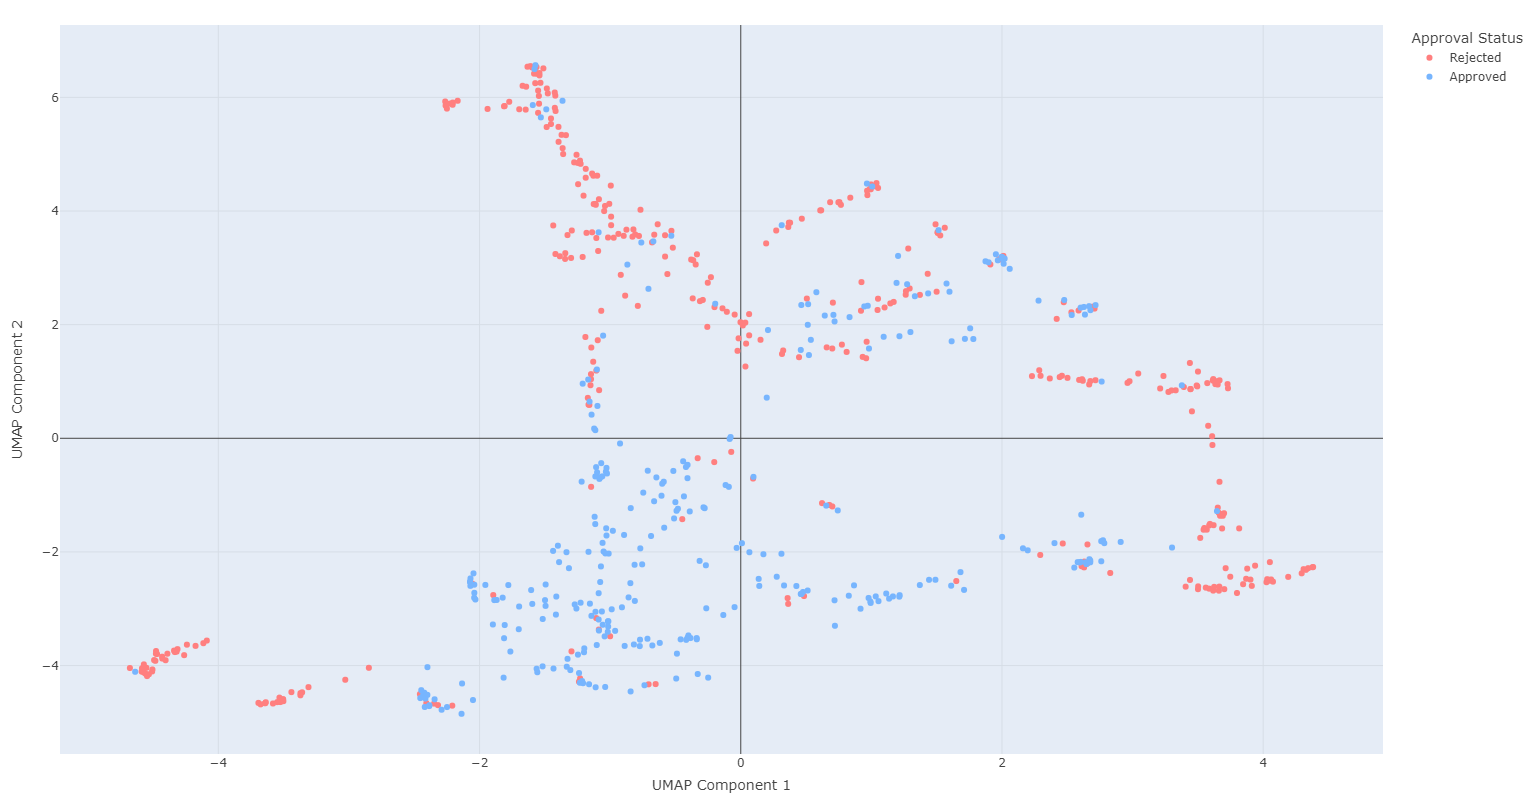 Approval Status
Rejected
Approved
6
4
2
0
−2
−4
−4
−2
0
2
4
UMAP Component 1
UMAP Component 2